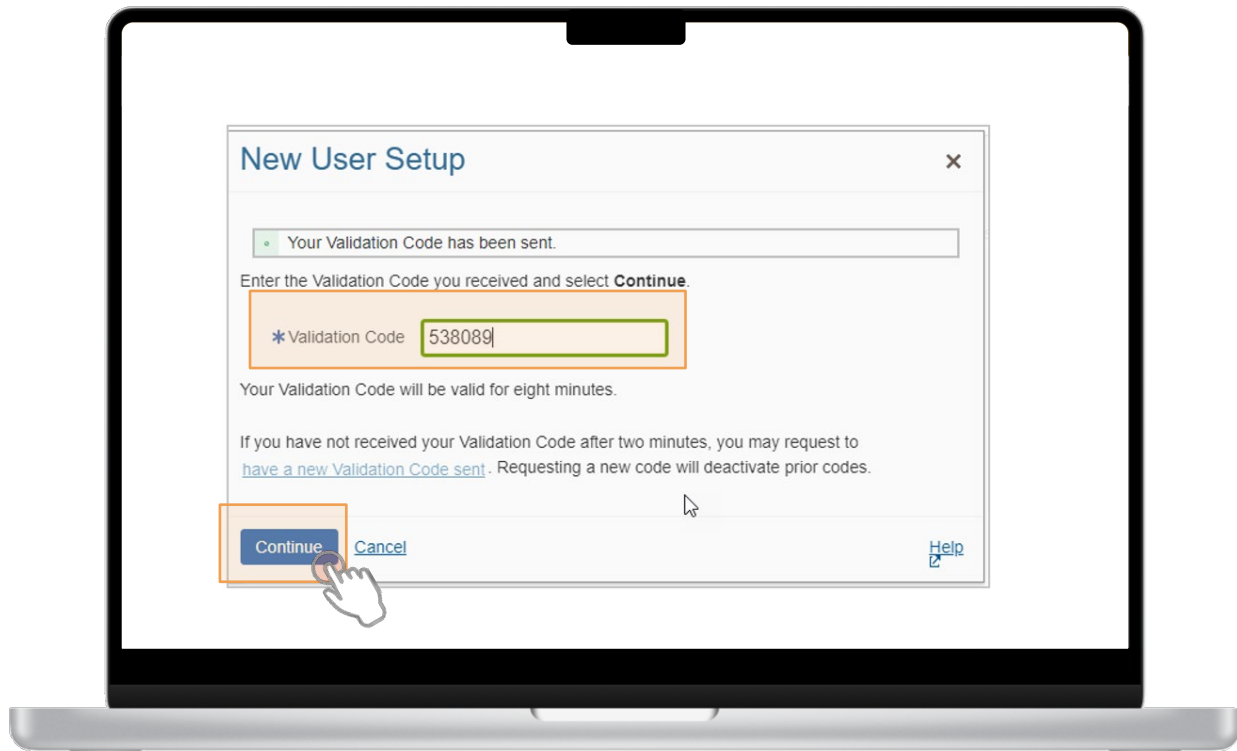 New User Setup
Your Validation Code has been sent.
Enter the Validation Code you received and select Continue.
*Validation Code 538089
Your Validation Code will be valid for eight minutes.
If you have not received your Validation Code after two minutes, you may request to
have a new Validation Code sent. Requesting a new code will deactivate prior codes.
Continue Cancel Help